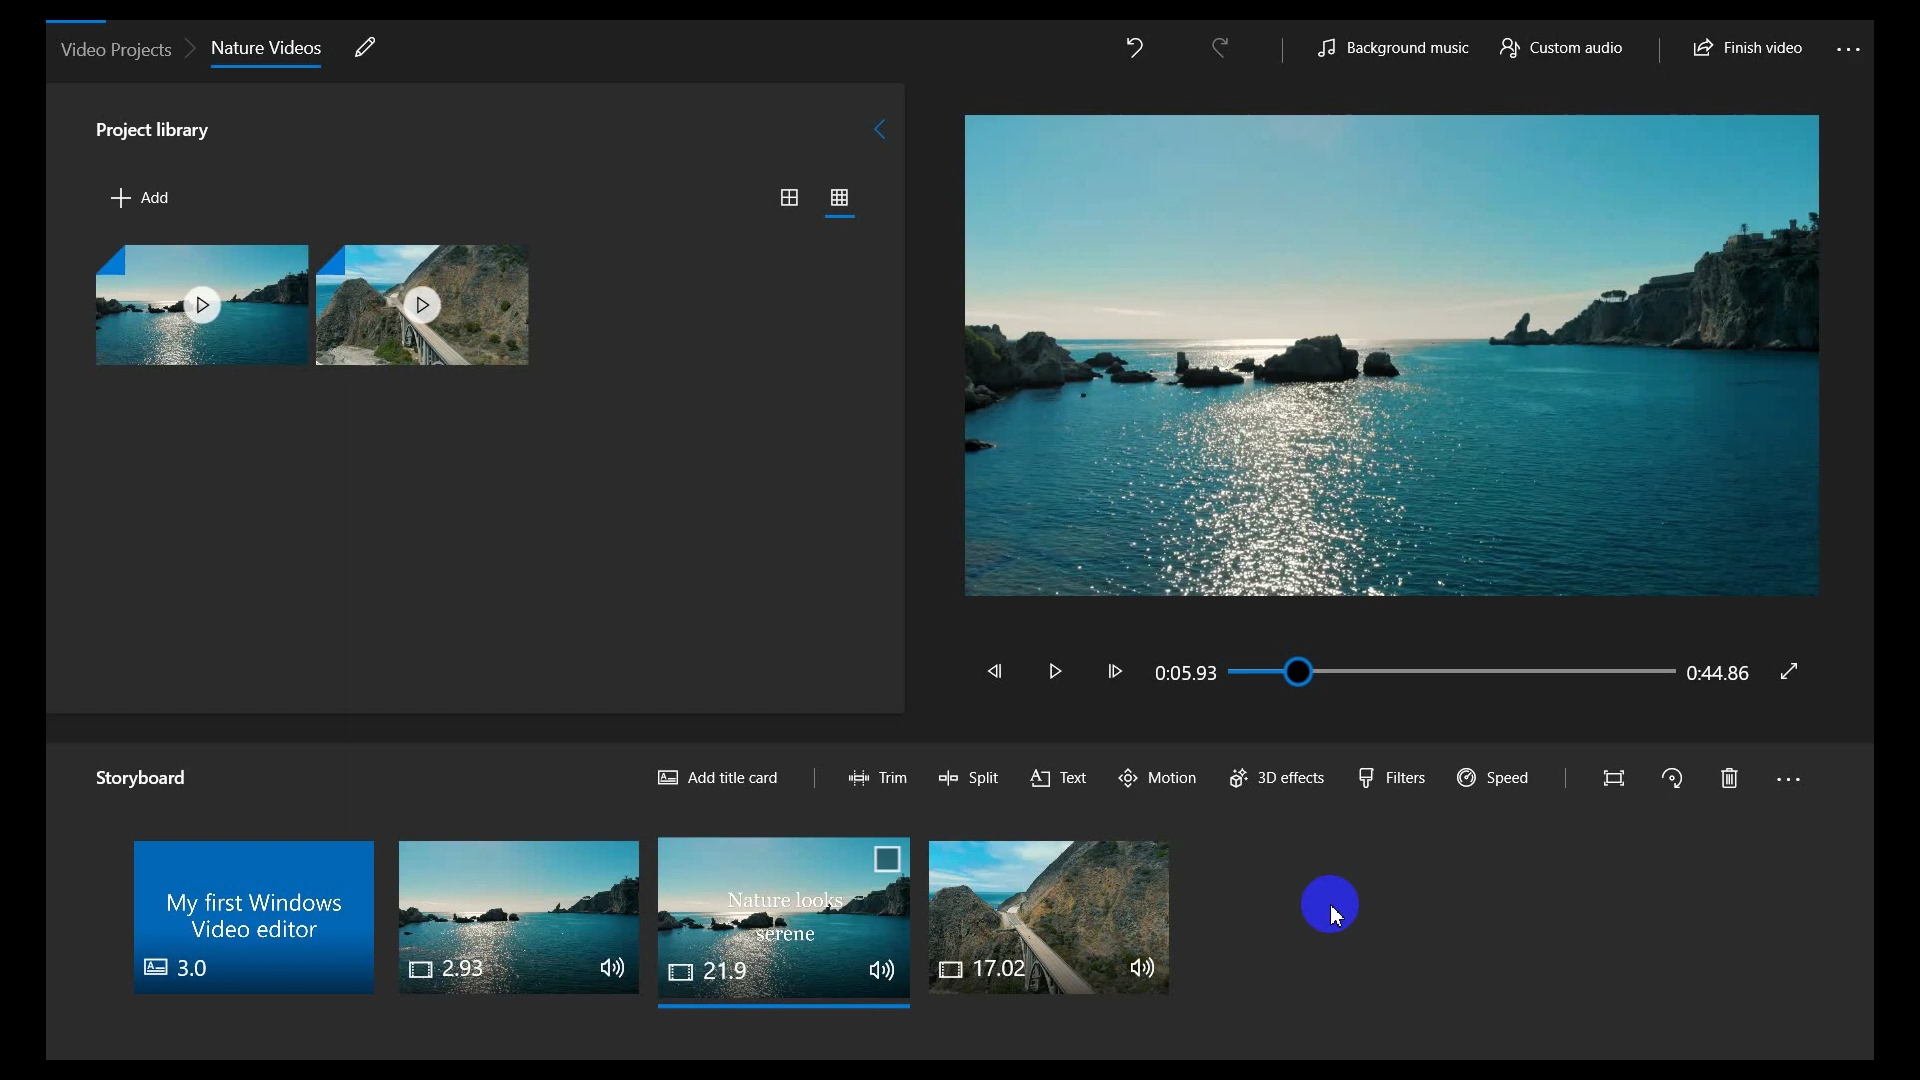 Video Projects
Nature Videos
Background music
Custom audio
Finish video
Project library
Add
0:05.93
0:44.86
Storyboard
Add title card
Trim
Split
Text
Motion
3D effects
Filters
Speed
My first Windows
Video editor
3.0
2.93
Nature looks
serene
21.9
17.02